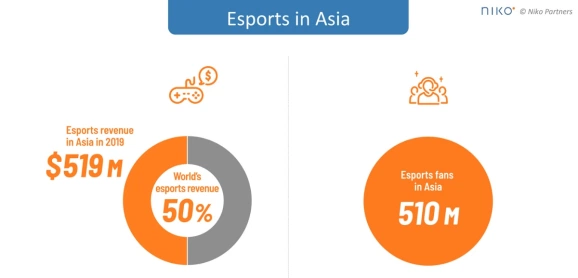 Esports in Asia
NIKO © Niko Partners
$
Esports revenue
in Asia in 2019
$519 M
World's
esports revenue
50%
Esports fans
in Asia
510 M